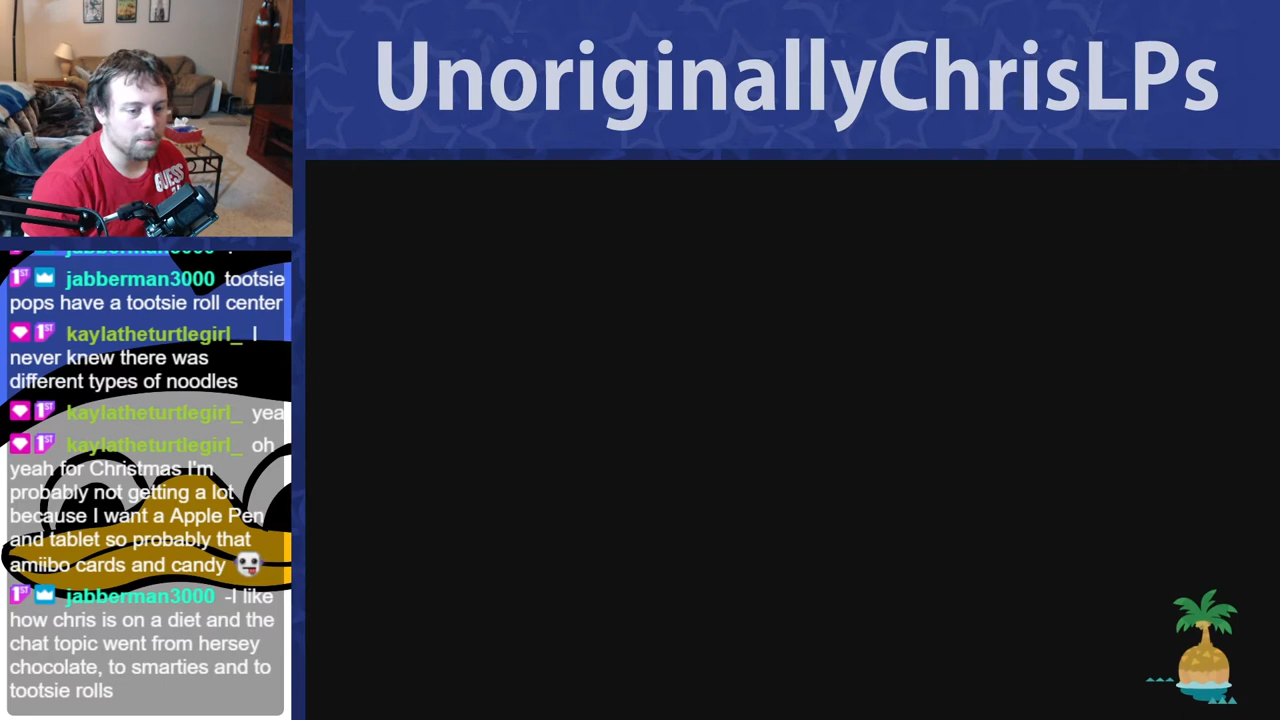 UnoriginallyChrisLPs
GUESS
jabberman3000
jabberman3000 tootsie
pops have a tootsie roll center
kaylatheturtlegirl_ I
never knew there was
different types of noodles
kaylatheturtlegirl_ yea
kaylatheturtlegirl_ oh
yeah for Christmas I'm
probably not getting a lot
because I want a Apple Pen
and tablet so probably that
amiibo cards and candy
jabberman3000 -I like
how chris is on a diet and the
chat topic went from hersey
chocolate, to smarties and to
tootsie rolls